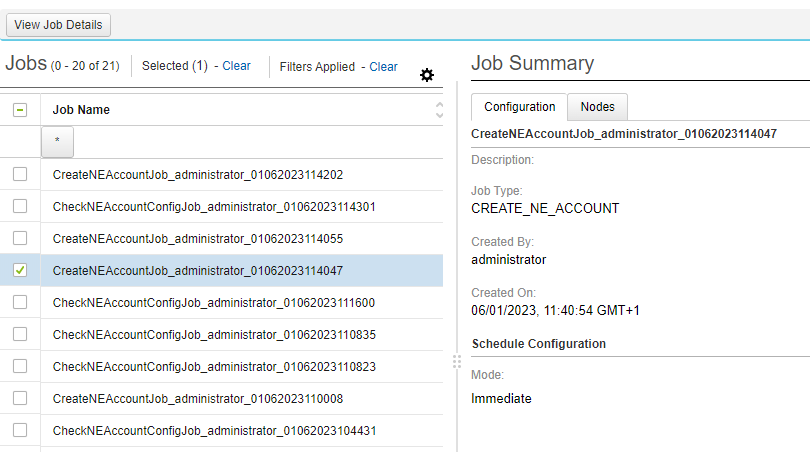 View Job Details
Jobs (0 - 20 of 21) Selected (1) - Clear Filters Applied - Clear
Job Name
*
CreateNEAccountJob_administrator_01062023114202
CheckNEAccountConfigJob_administrator_01062023114301
CreateNEAccountJob_administrator_01062023114055
CreateNEAccountJob_administrator_01062023114047
CheckNEAccountConfigJob_administrator_01062023111600
CheckNEAccountConfigJob_administrator_01062023110835
CheckNEAccountConfigJob_administrator_01062023110823
CreateNEAccountJob_administrator_01062023110008
CheckNEAccountConfigJob_administrator_01062023104431
Job Summary
Configuration Nodes
CreateNEAccountJob_administrator_01062023114047
Description:
Job Type:
CREATE_NE_ACCOUNT
Created By:
administrator
Created On:
06/01/2023, 11:40:54 GMT+1
Schedule Configuration
Mode:
Immediate